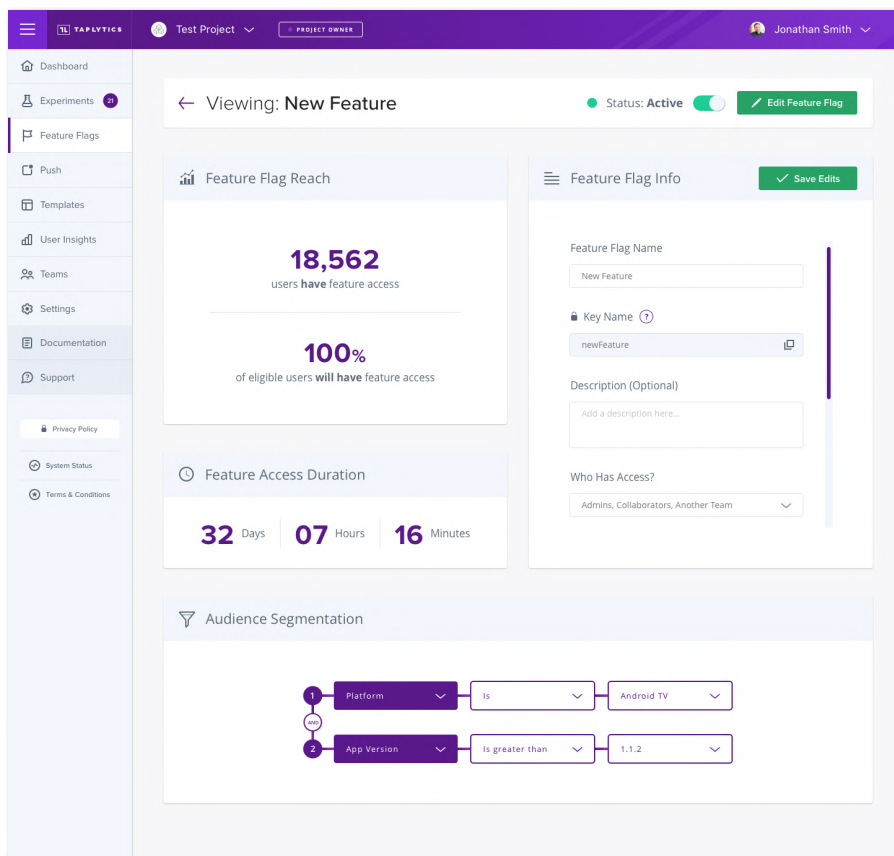 TAPLYTICS
Test Project
PROJECT OWNER
Jonathan Smith
Dashboard
Experiments 21
Feature Flags
Push
Templates
User Insights
Teams
Settings
Documentation
Support
Privacy Policy
System Status
Terms & Conditions
Viewing: New Feature
Status: Active
Edit Feature Flag
Feature Flag Reach
18,562
users have feature access
100%
of eligible users will have feature access
Feature Access Duration
32 Days 07 Hours 16 Minutes
Feature Flag Info
Save Edits
Feature Flag Name
New Feature
Key Name ?
newFeature
Description (Optional)
Add a description here...
Who Has Access?
Admins, Collaborators, Another Team
Audience Segmentation
1 Platform Is Android TV
AND
2 App Version Is greater than 1.1.2